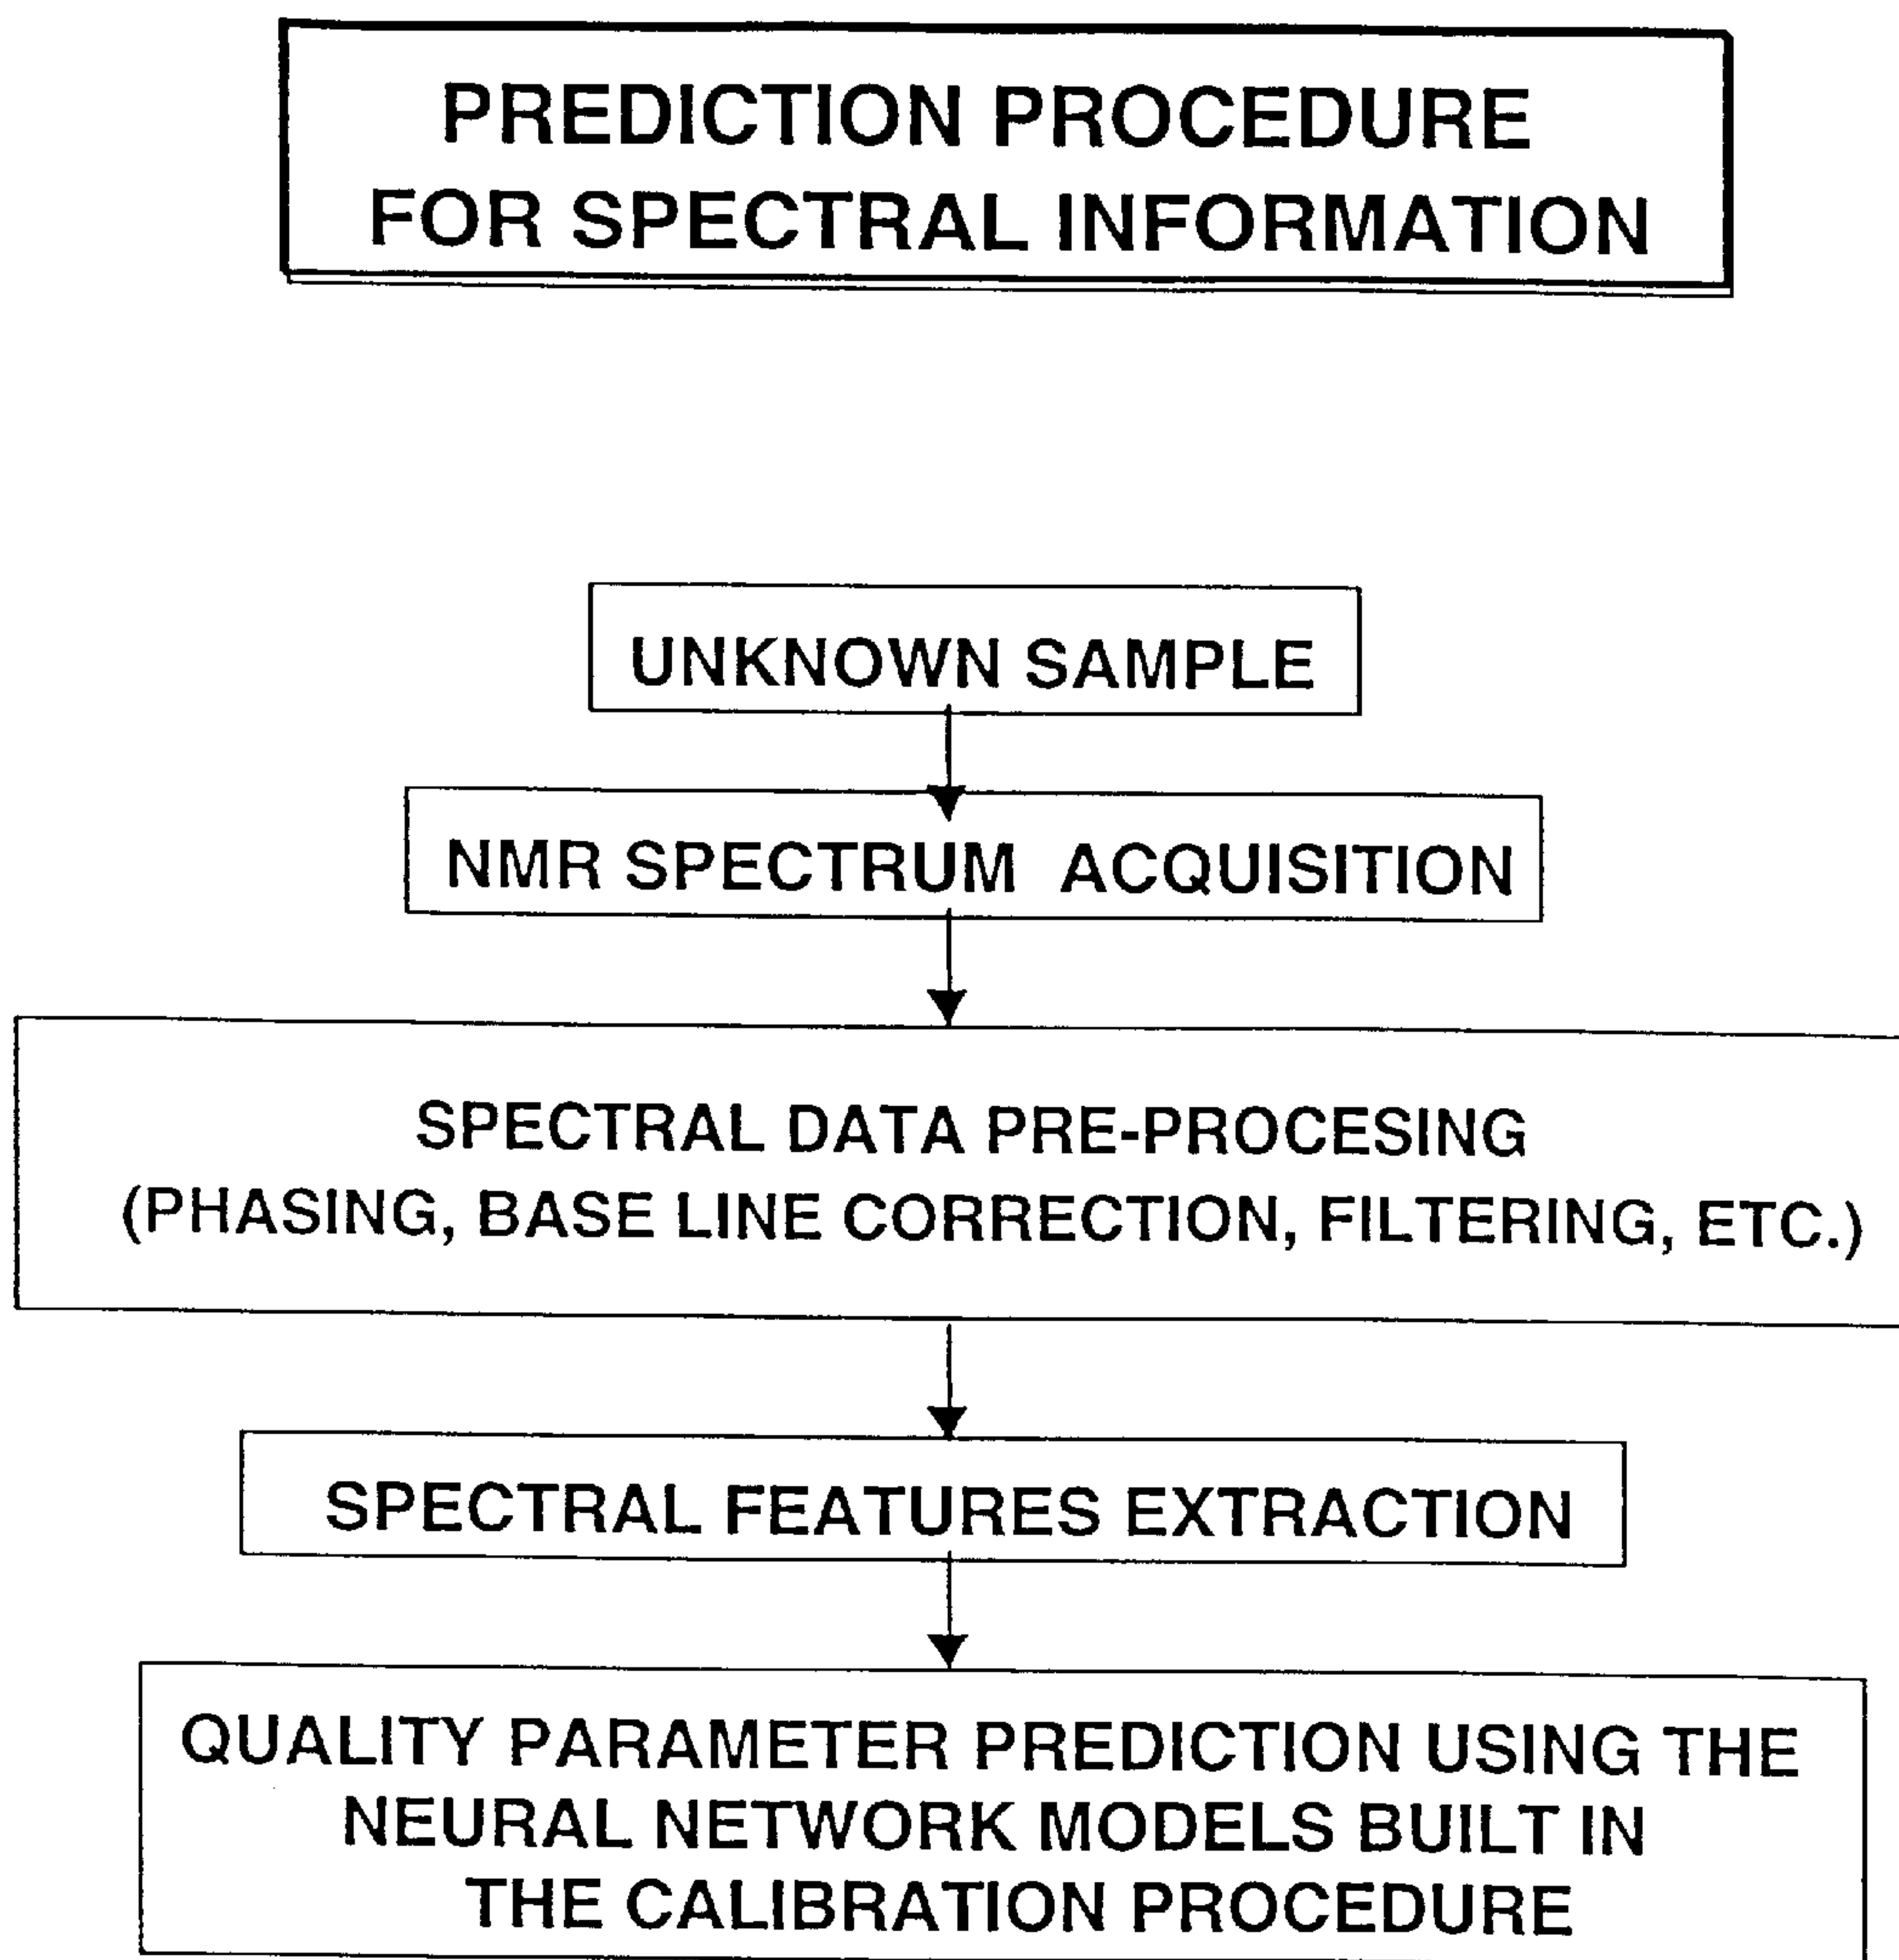 PREDICTION PROCEDURE
FOR SPECTRAL INFORMATION
UNKNOWN SAMPLE
NMR SPECTRUM ACQUISITION
SPECTRAL DATA PRE-PROCESING
(PHASING, BASE LINE CORRECTION, FILTERING, ETC.)
SPECTRAL FEATURES EXTRACTION
QUALITY PARAMETER PREDICTION USING THE
NEURAL NETWORK MODELS BUILT IN
THE CALIBRATION PROCEDURE